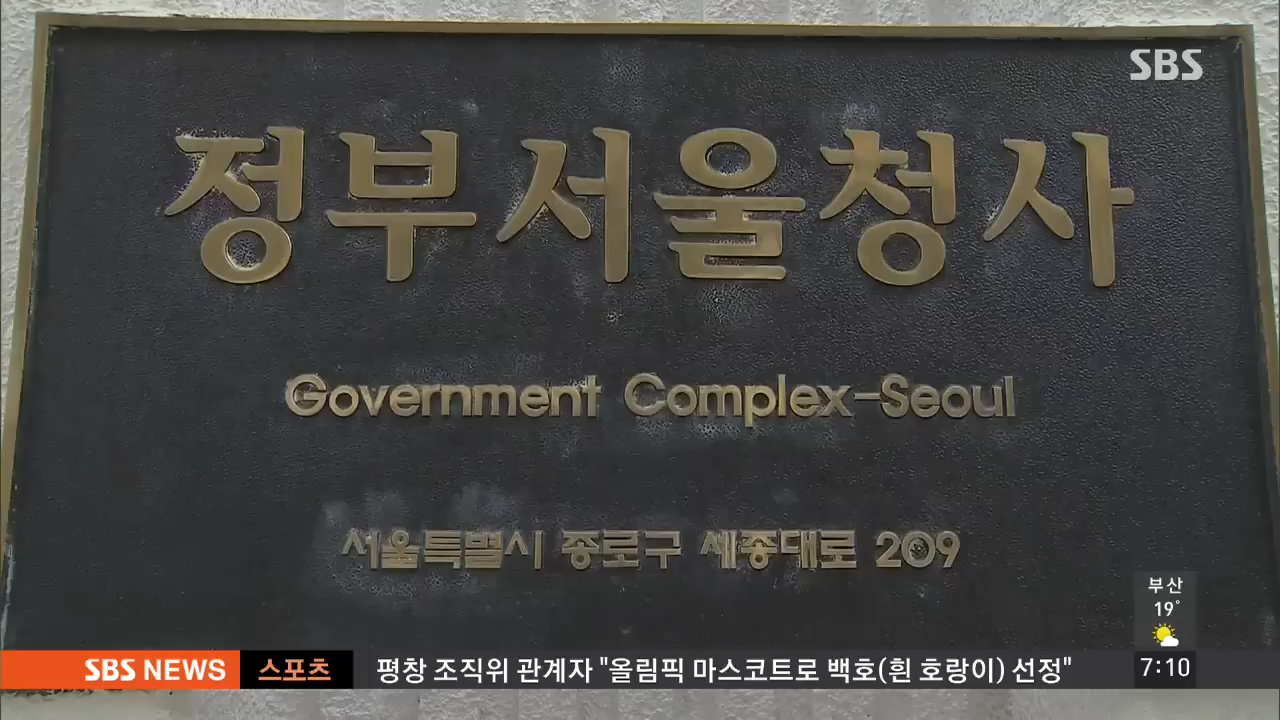 SBS
정부서울청사
Government Complex-Seoul
서울특별시 종로구 세종대로 209
부산
19°
SBS NEWS 스포츠 평창 조직위 관계자 "올림픽 마스코트로 백호(흰 호랑이) 선정" 7:10